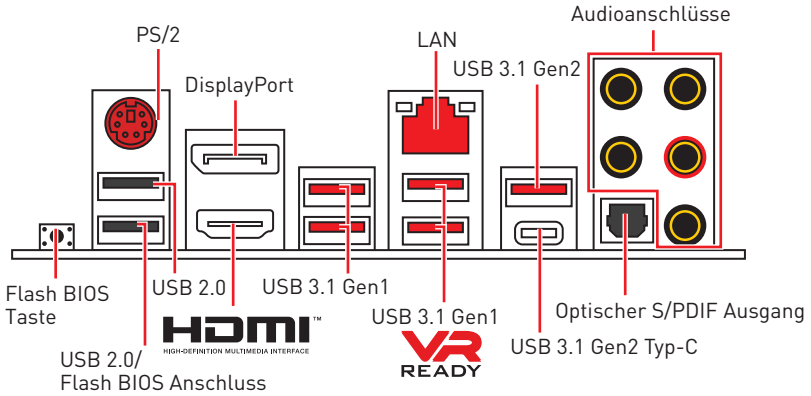 Audioanschlüsse
PS/2
LAN
USB 3.1 Gen2
DisplayPort
Flash BIOS
Taste
USB 2.0
USB 3.1 Gen1
HDMI™
HIGH-DEFINITION MULTIMEDIA INTERFACE
USB 3.1 Gen1
VR
READY
Optischer S/PDIF Ausgang
USB 3.1 Gen2 Typ-C
USB 2.0/
Flash BIOS Anschluss